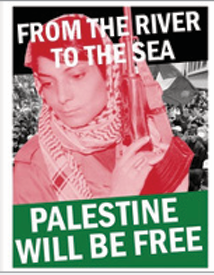 FROM THE RIVER
TO THE SEA
PALESTINE
WILL BE FREE